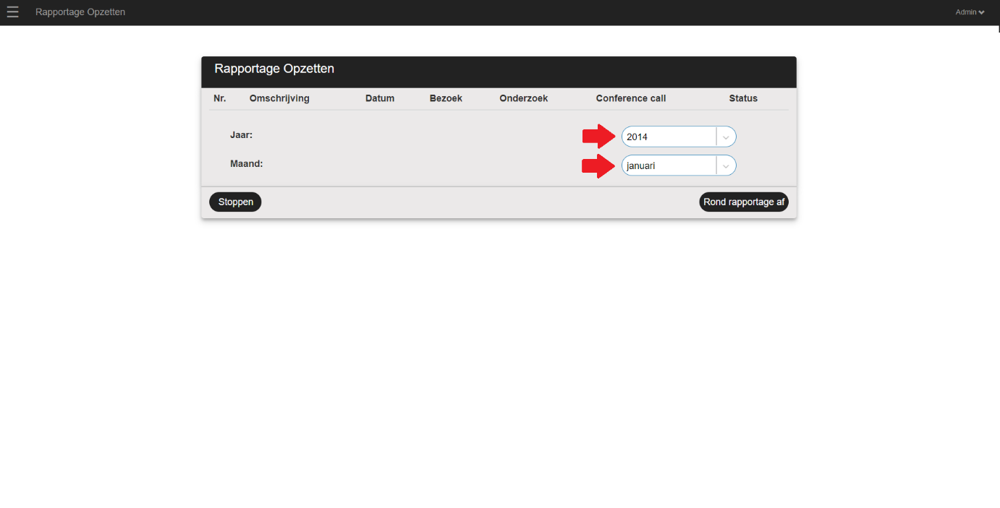 Rapportage Opzetten Admin
Rapportage Opzetten
Nr. Omschrijving Datum Bezoek Onderzoek Conference call Status
Jaar: 2014
Maand: januari
Stoppen Rond rapportage af